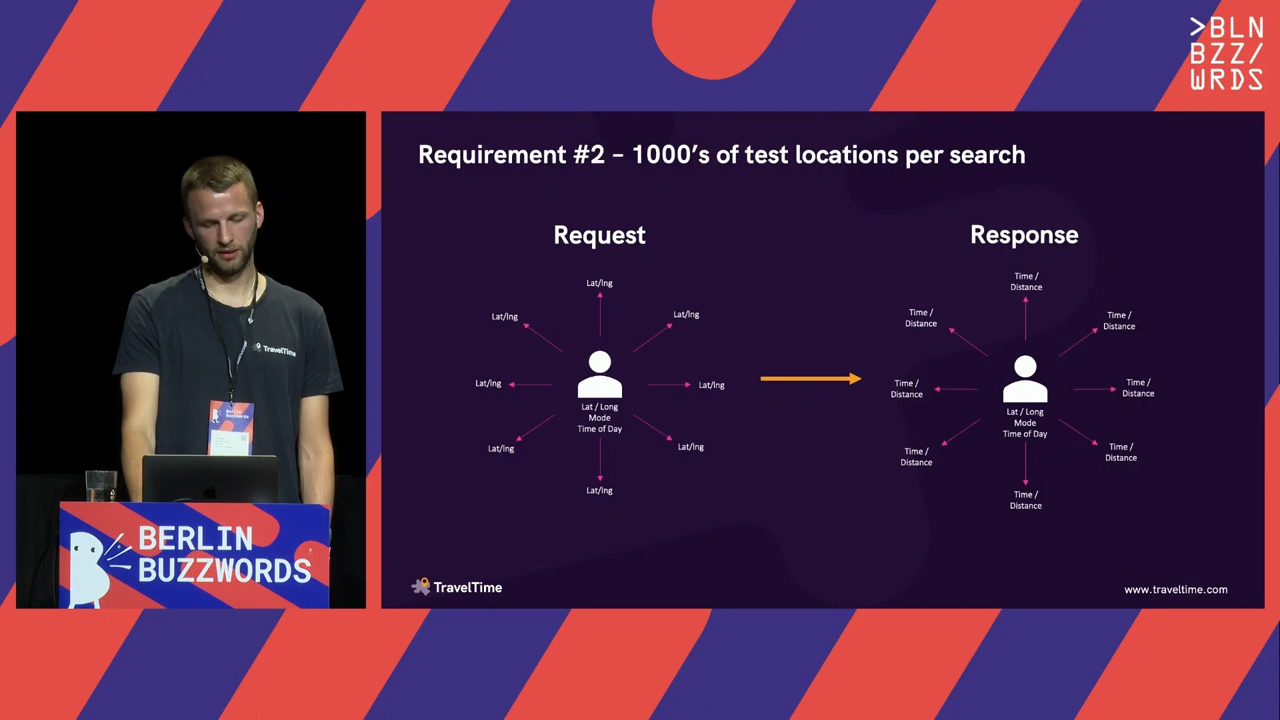 >BLN
BZZ/
WRDS
Requirement #2 – 1000's of test locations per search
Request
Response
Lat/lng
Lat/lng
Lat/lng
Lat/lng
Lat/lng
Lat/lng
Lat/lng
Lat/lng
Lat / Long
Mode
Time of Day
Time /
Distance
Time /
Distance
Time /
Distance
Time /
Distance
Time /
Distance
Time /
Distance
Time /
Distance
Time /
Distance
Lat / Long
Mode
Time of Day
TravelTime
www.traveltime.com
TravelTime
Berlin
Buzzwords
BERLIN
BUZZWORDS